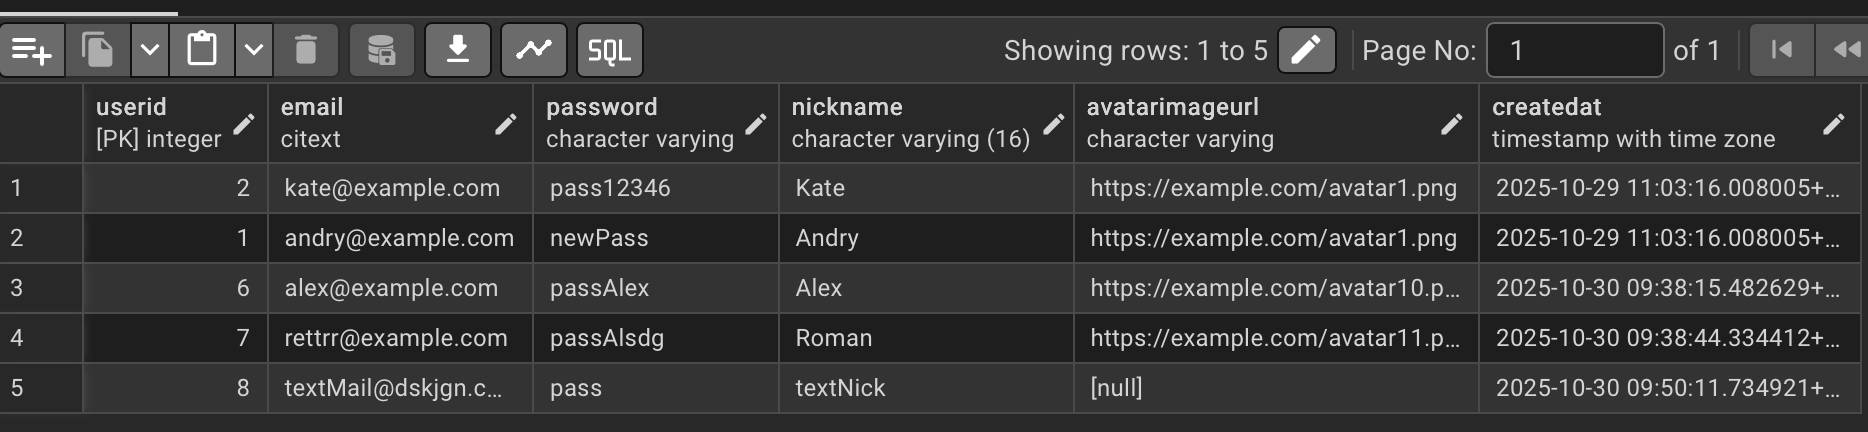 SQL Showing rows: 1 to 5 Page No: 1 of 1
userid email password nickname avatarimageurl createdat
[PK] integer citext character varying character varying (16) character varying timestamp with time zone
1 2 kate@example.com pass12346 Kate https://example.com/avatar1.png 2025-10-29 11:03:16.008005+...
2 1 andry@example.com newPass Andry https://example.com/avatar1.png 2025-10-29 11:03:16.008005+...
3 6 alex@example.com passAlex Alex https://example.com/avatar10.p... 2025-10-30 09:38:15.482629+...
4 7 rettrr@example.com passAlsdg Roman https://example.com/avatar11.p... 2025-10-30 09:38:44.334412+...
5 8 textMail@dskjgn.c... pass textNick [null] 2025-10-30 09:50:11.734921+...